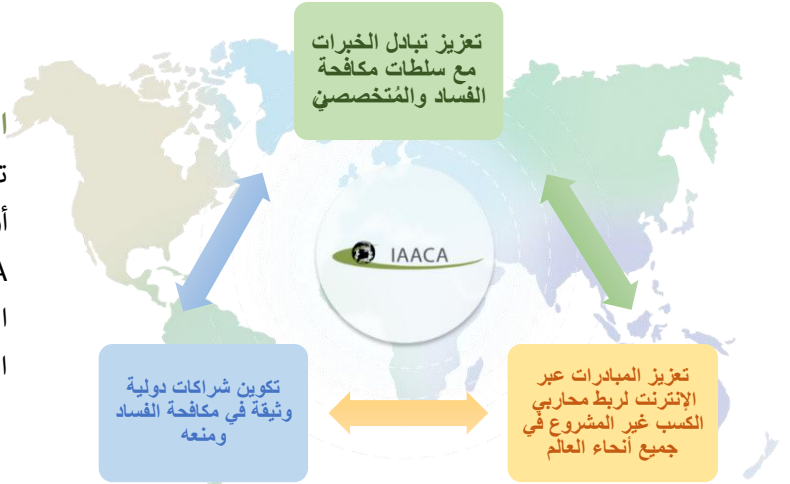 تعزيز تبادل الخبرات
مع سلطات مكافحة
الفساد والمُتخصصين
IAACA
تعزيز المبادرات عبر
الإنترنت لربط محاربي
الكسب غير المشروع في
جميع أنحاء العالم
تكوين شراكات دولية
وثيقة في مكافحة الفساد
ومنعه